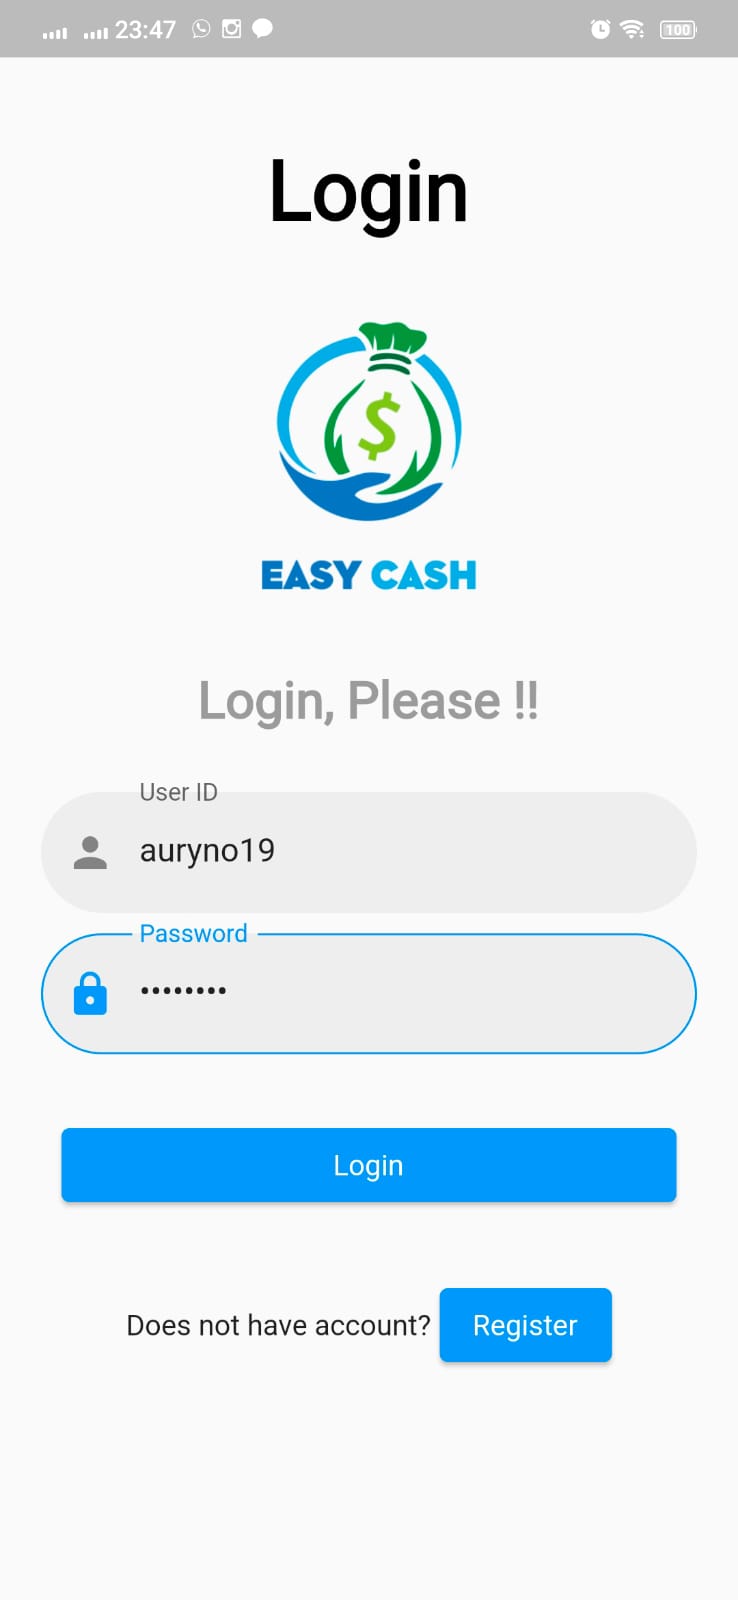 23:47 100
Login
$
EASY CASH
Login, Please !!
User ID
auryno19
Password
••••••••
Login
Does not have account? Register